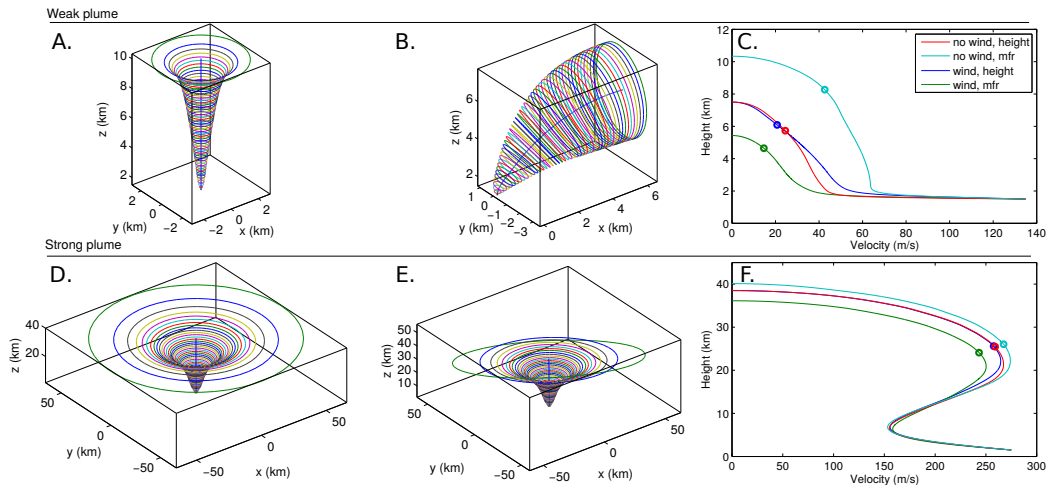 Weak plume
A.
10
8
6
4
2
z (km)
2
0
−2
y (km)
−2
0
2
x (km)
B.
6
4
2
z (km)
1
0
−1
−2
−3
y (km)
0
2
4
6
x (km)
C.
no wind, height
no wind, mfr
wind, height
wind, mfr
12
10
8
6
4
2
0
Height (km)
0
20
40
60
80
100
120
140
Velocity (m/s)
Strong plume
D.
40
20
z (km)
50
0
−50
y (km)
−50
0
50
x (km)
E.
50
40
30
20
10
z (km)
50
0
−50
y (km)
−50
0
50
x (km)
F.
40
30
20
10
0
Height (km)
0
50
100
150
200
250
300
Velocity (m/s)